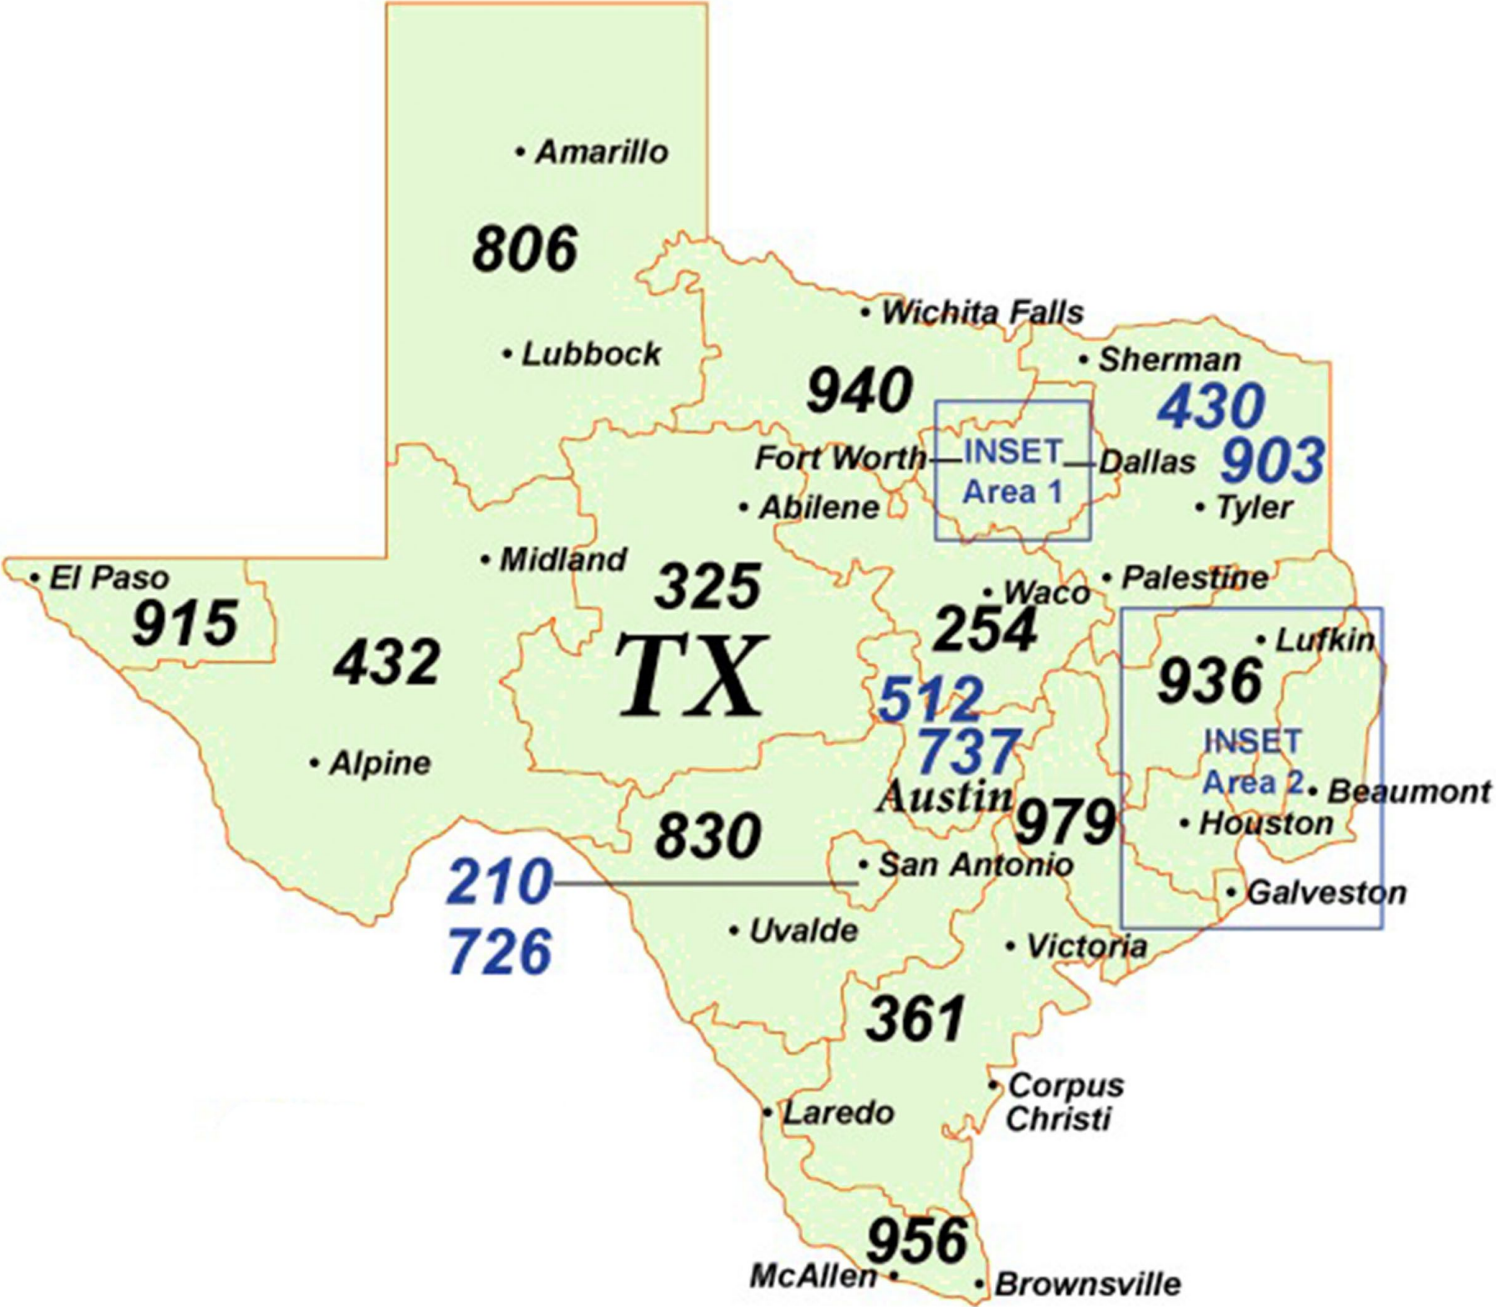 Amarillo
806
Lubbock
Wichita Falls
940
Sherman
430
903
Fort Worth
INSET
Area 1
Dallas
Abilene
Tyler
Midland
El Paso
915
325
Waco
254
Palestine
432
TX
Lufkin
936
512
737
Austin
INSET
Area 2
Alpine
Beaumont
979
Houston
830
San Antonio
210
726
Galveston
Uvalde
Victoria
361
Corpus
Christi
Laredo
956
McAllen
Brownsville